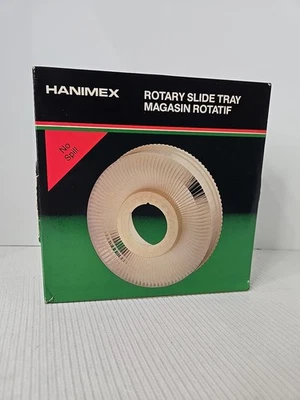 HANIMEX
ROTARY SLIDE TRAY
MAGASIN ROTATIF
No
Spill